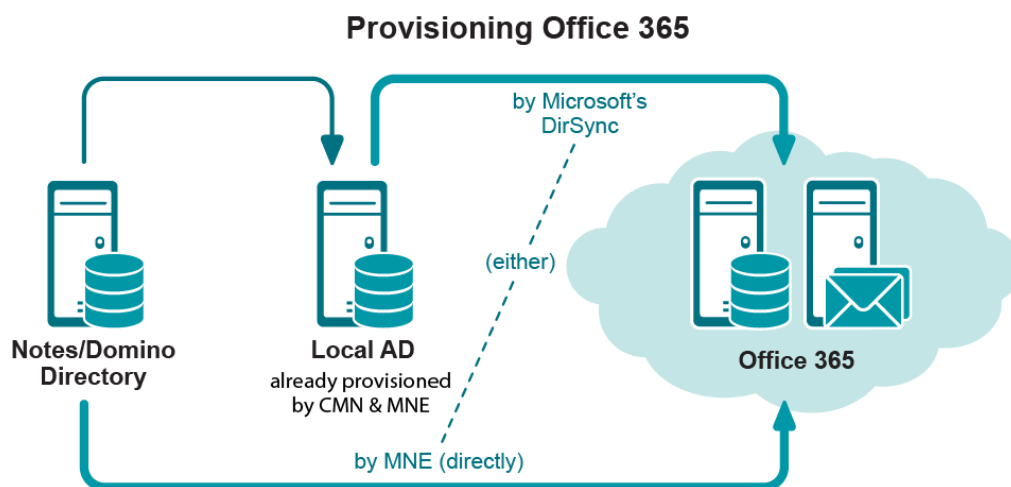 Provisioning Office 365
by Microsoft's
DirSync
(either)
Notes/Domino
Directory
Local AD
already provisioned
by CMN & MNE
Office 365
by MNE (directly)